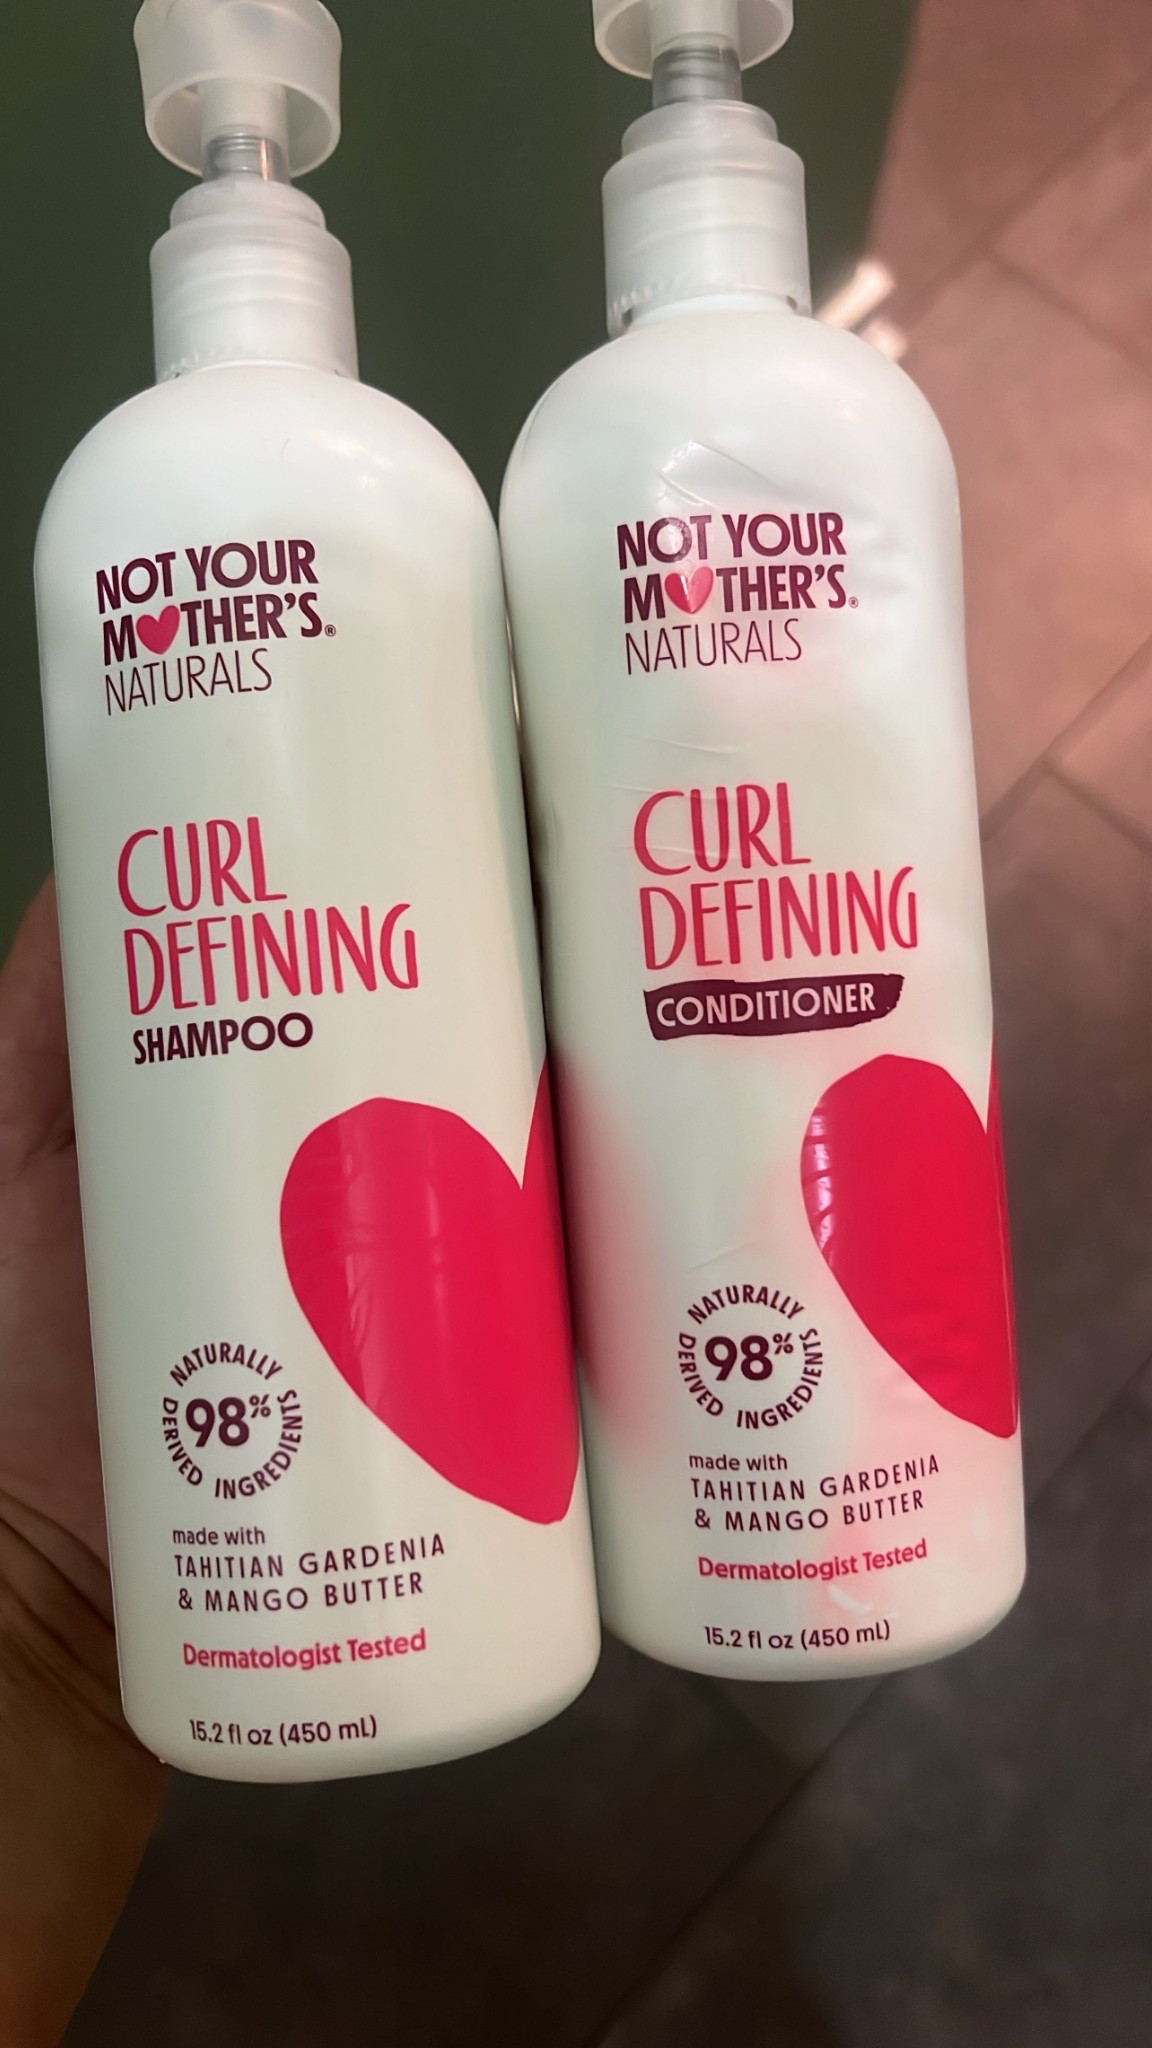 NOT YOUR
M❤THER'S®
NATURALS
CURL
DEFINING
SHAMPOO
NATURALLY DERIVED INGREDIENTS
98%
made with
TAHITIAN GARDENIA
& MANGO BUTTER
Dermatologist Tested
15.2 fl oz (450 mL)
NOT YOUR
M❤THER'S®
NATURALS
CURL
DEFINING
CONDITIONER
NATURALLY DERIVED INGREDIENTS
98%
made with
TAHITIAN GARDENIA
& MANGO BUTTER
Dermatologist Tested
15.2 fl oz (450 mL)